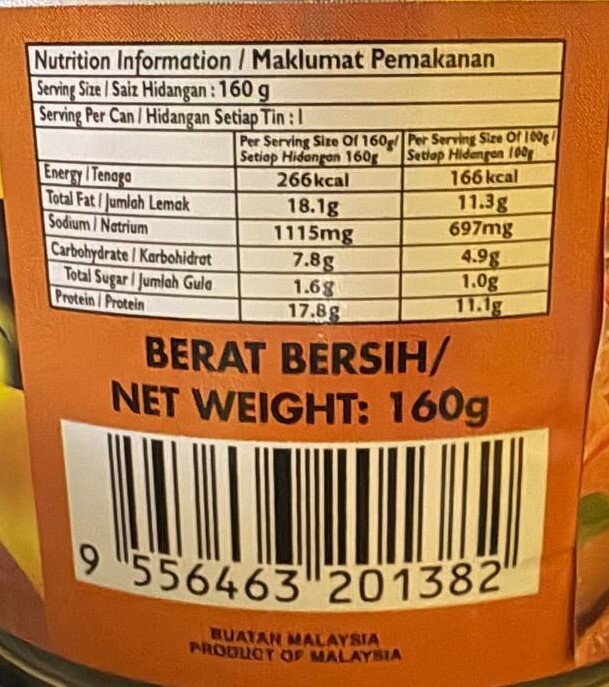 Nutrition Information / Maklumat Pemakanan
Serving Size / Saiz Hidangan : 160 g
Serving Per Can / Hidangan Setiap Tin : 1
Per Serving Size Of 160g/ Per Serving Size Of 100g/
Setiap Hidangan 160g Setiap Hidangan 100g
Energy / Tenaga 266kcal 166 kcal
Total Fat / Jumlah Lemak 18.1g 11.3g
Sodium / Natrium 1115mg 697mg
Carbohydrate / Karbohidrat 7.8g 4.9g
Total Sugar / Jumlah Gula 1.6g 1.0g
Protein / Protein 17.8g 11.1g
BERAT BERSIH/
NET WEIGHT: 160g
9 556463 201382
BUATAN MALAYSIA
PRODUCT OF MALAYSIA